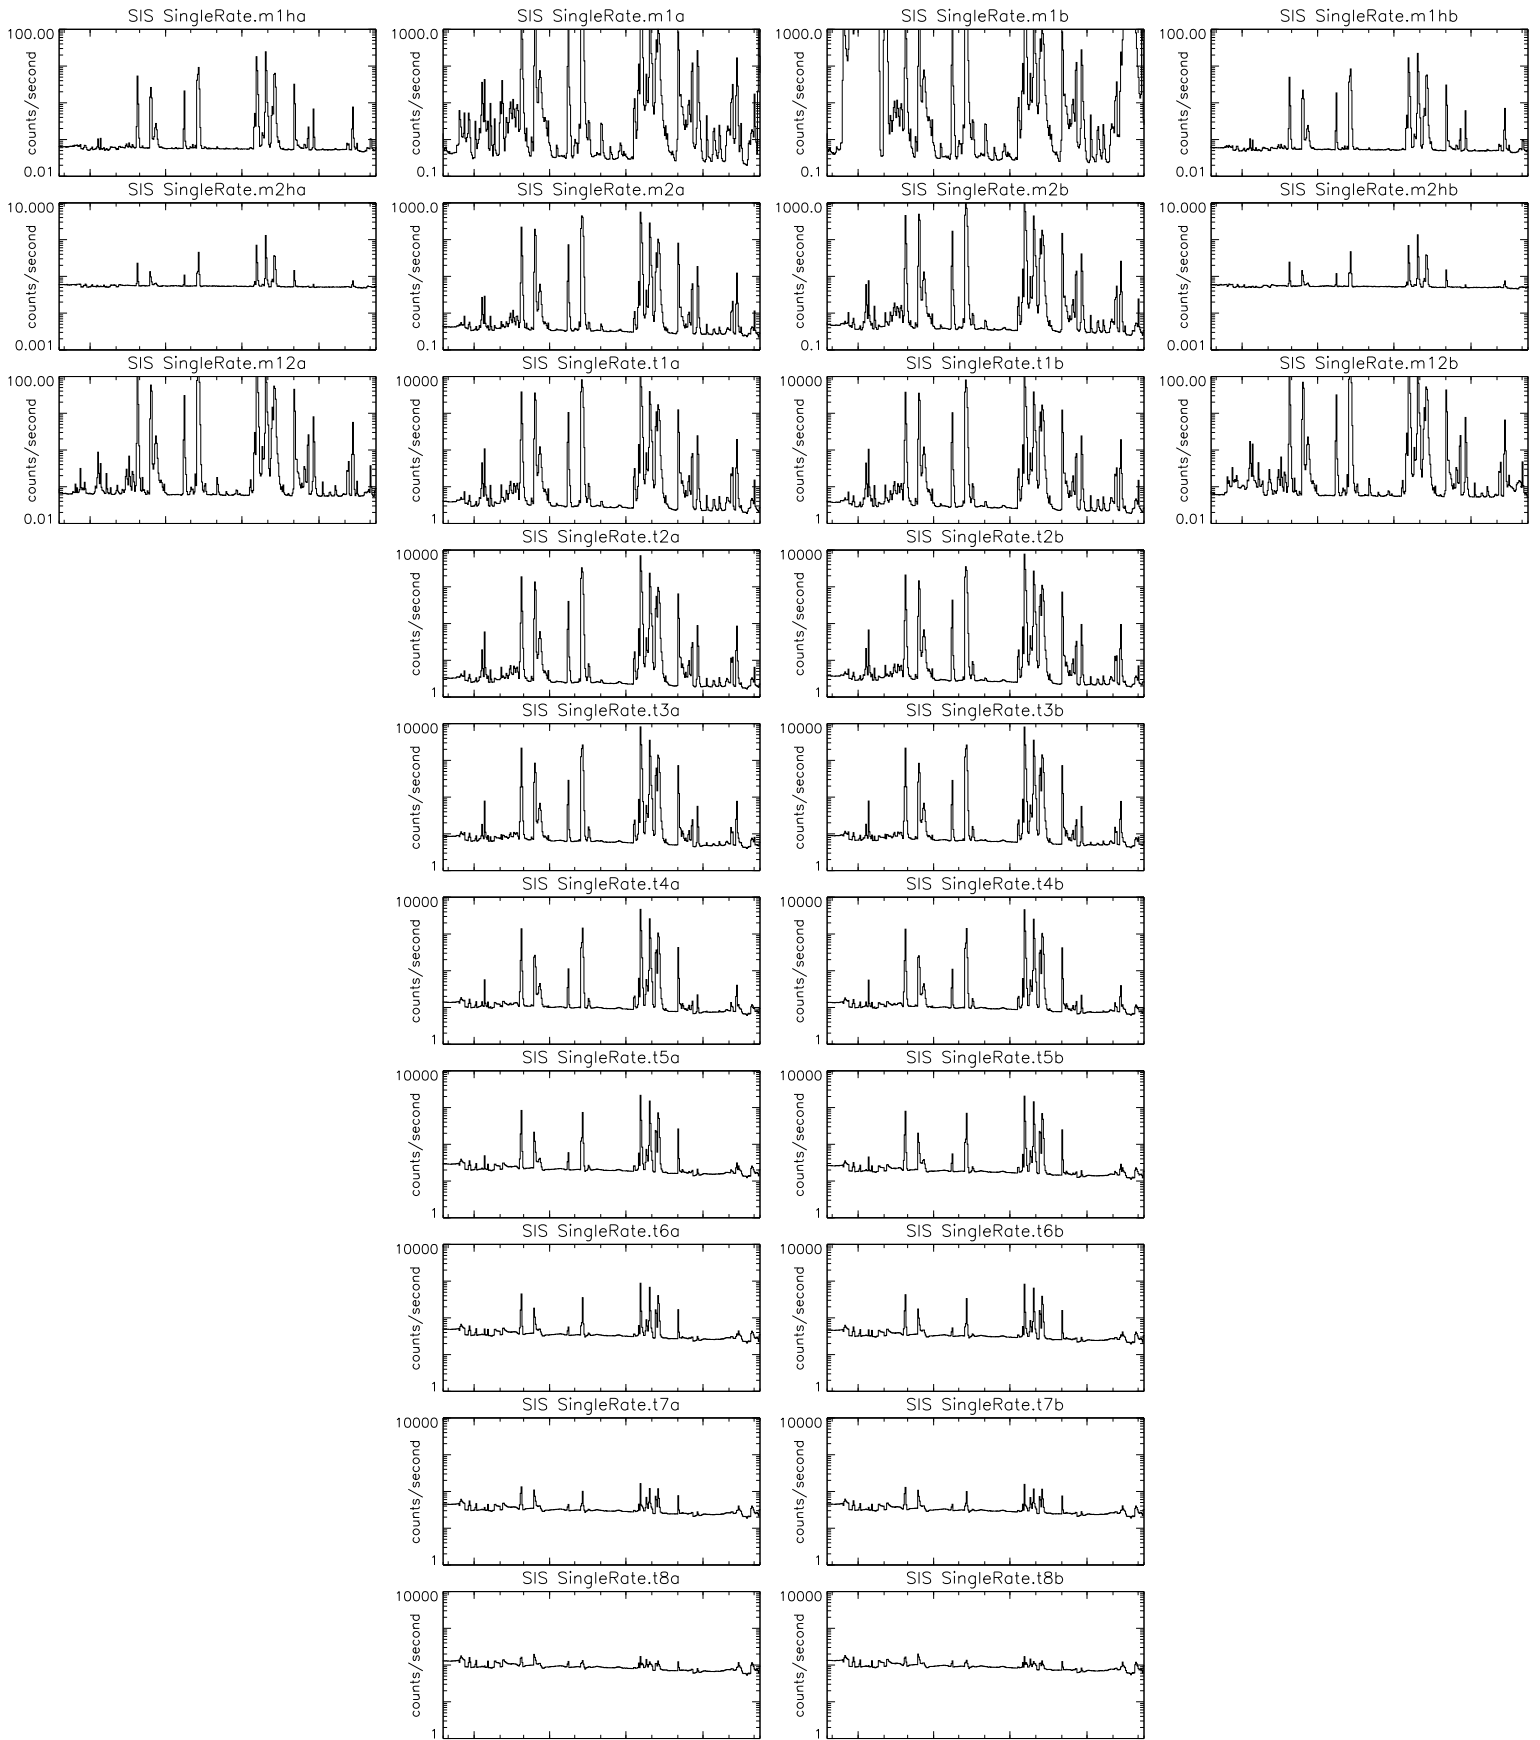 SIS SingleRate.m1ha
SIS SingleRate.m1a
SIS SingleRate.m1b
SIS SingleRate.m1hb
100.00
counts/second
0.01
1000.0
counts/second
0.1
1000.0
counts/second
0.1
100.00
counts/second
0.01
SIS SingleRate.m2ha
SIS SingleRate.m2a
SIS SingleRate.m2b
SIS SingleRate.m2hb
10.000
counts/second
0.001
1000.0
counts/second
0.1
1000.0
counts/second
0.1
10.000
counts/second
0.001
SIS SingleRate.m12a
SIS SingleRate.t1a
SIS SingleRate.t1b
SIS SingleRate.m12b
100.00
counts/second
0.01
10000
counts/second
1
10000
counts/second
1
100.00
counts/second
0.01
SIS SingleRate.t2a
SIS SingleRate.t2b
10000
counts/second
1
10000
counts/second
1
SIS SingleRate.t3a
SIS SingleRate.t3b
10000
counts/second
1
10000
counts/second
1
SIS SingleRate.t4a
SIS SingleRate.t4b
10000
counts/second
1
10000
counts/second
1
SIS SingleRate.t5a
SIS SingleRate.t5b
10000
counts/second
1
10000
counts/second
1
SIS SingleRate.t6a
SIS SingleRate.t6b
10000
counts/second
1
10000
counts/second
1
SIS SingleRate.t7a
SIS SingleRate.t7b
10000
counts/second
1
10000
counts/second
1
SIS SingleRate.t8a
SIS SingleRate.t8b
10000
counts/second
1
10000
counts/second
1